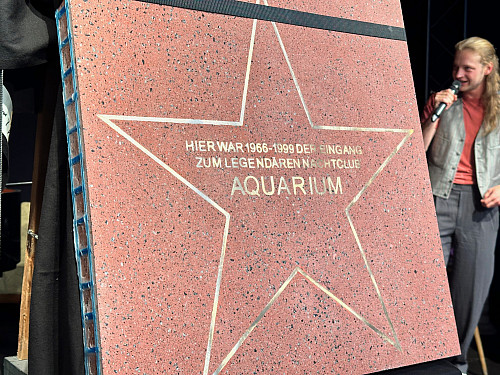 HIER WAR 1966-1999 DER EINGANG
ZUM LEGENDÄREN NACHTCLUB
AQUARIUM